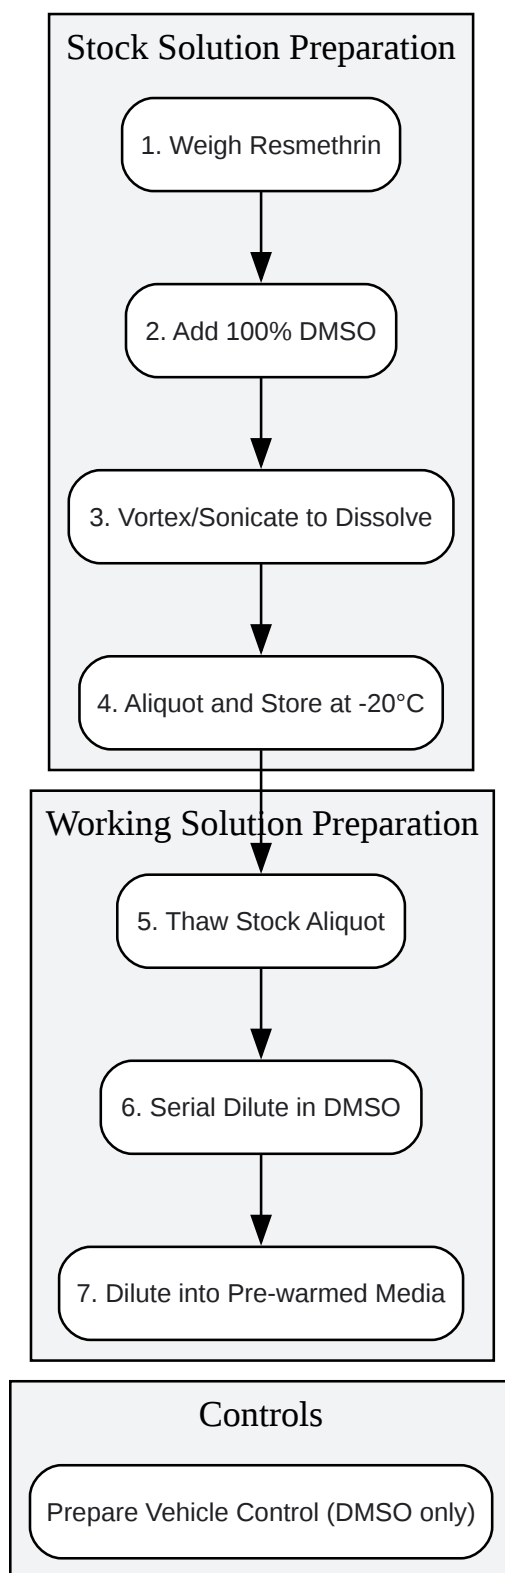 Stock Solution Preparation
1. Weigh Resmethrin
2. Add 100% DMSO
3. Vortex/Sonicate to Dissolve
4. Aliquot and Store at -20°C
Working Solution Preparation
5. Thaw Stock Aliquot
6. Serial Dilute in DMSO
7. Dilute into Pre-warmed Media
Controls
Prepare Vehicle Control (DMSO only)